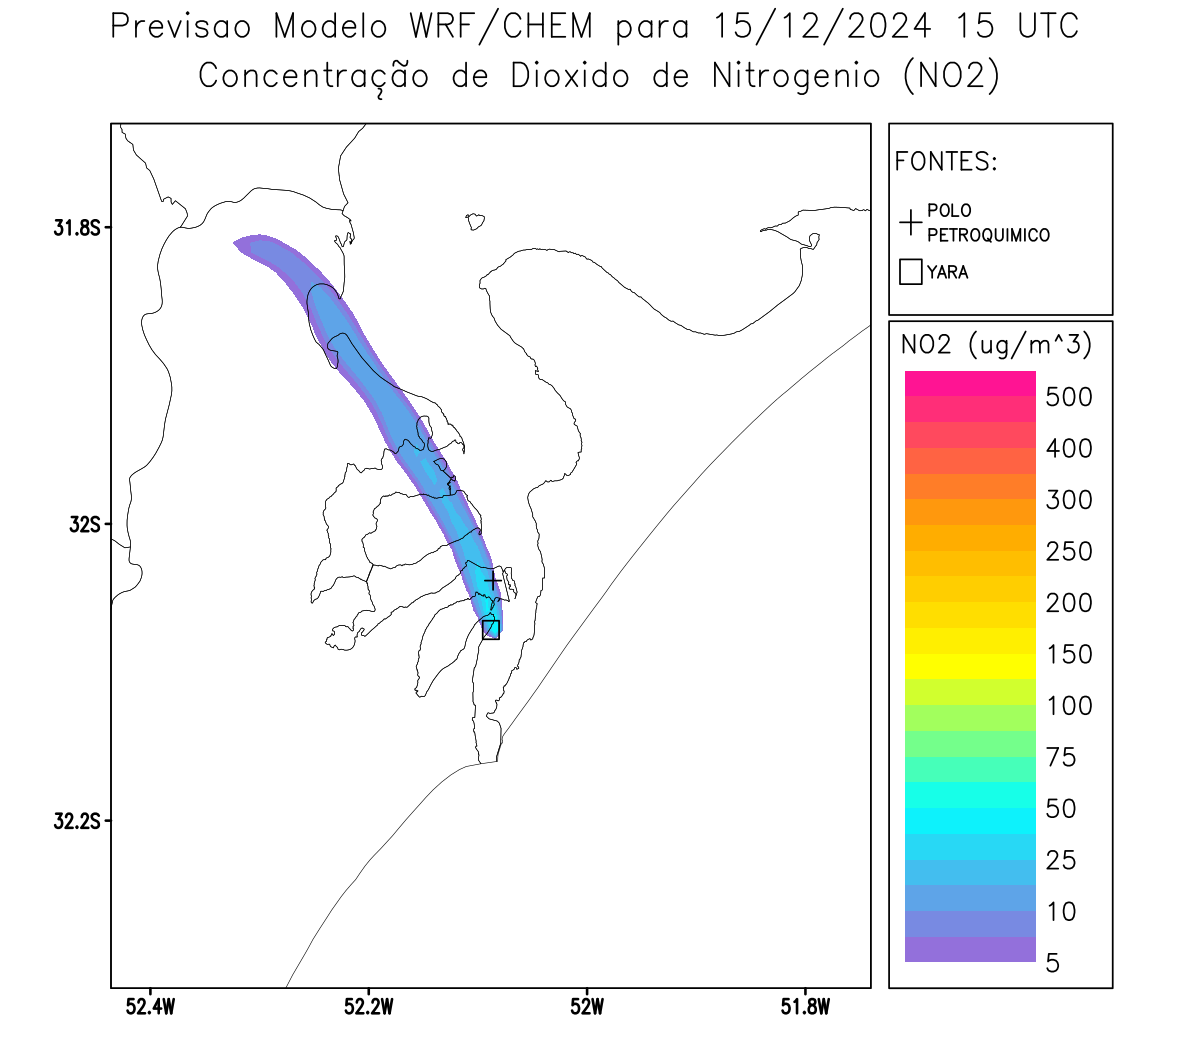 Previsao Modelo WRF/CHEM para 15/12/2024 15 UTC
Concentração de Dioxido de Nitrogenio (NO2)
FONTES:
POLO
PETROQUIMICO
YARA
31.8S
32S
32.2S
52.4W
52.2W
52W
51.8W
NO2 (ug/m^3)
500
400
300
250
200
150
100
75
50
25
10
5